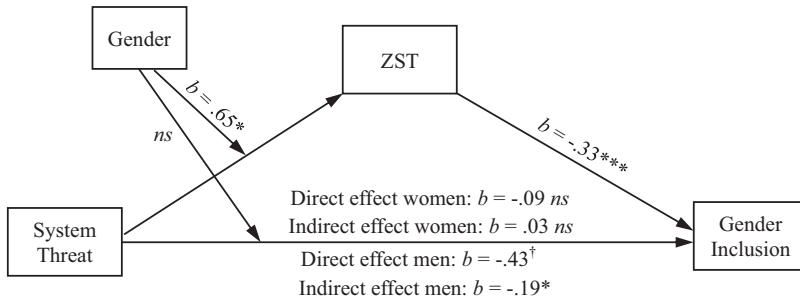 Gender
ZST
b = .65*
ns
b = -.33***
Direct effect women: b = -.09 ns
Indirect effect women: b = .03 ns
System
Threat
Gender
Inclusion
Direct effect men: b = -.43†
Indirect effect men: b = -.19*